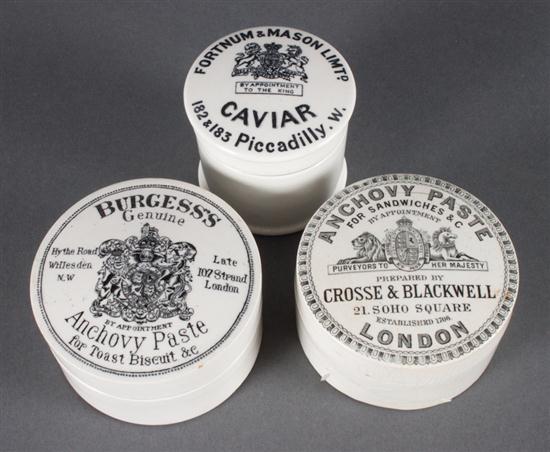 FORTNUM & MASON LIMTD
BY APPOINTMENT
TO THE KING
CAVIAR
182 & 183 Piccadilly. W.
BURGESS'S
Genuine
Hythe Road
Willesden
N.W
Late
107 Strand
London
BY APPOINTMENT
Anchovy Paste
for Toast Biscuit &c
ANCHOVY PASTE
FOR SANDWICHES &C
BY APPOINTMENT
PURVEYORS TO HER MAJESTY
PREPARED BY
CROSSE & BLACKWELL
21. SOHO SQUARE
ESTABLISHED 1706.
LONDON